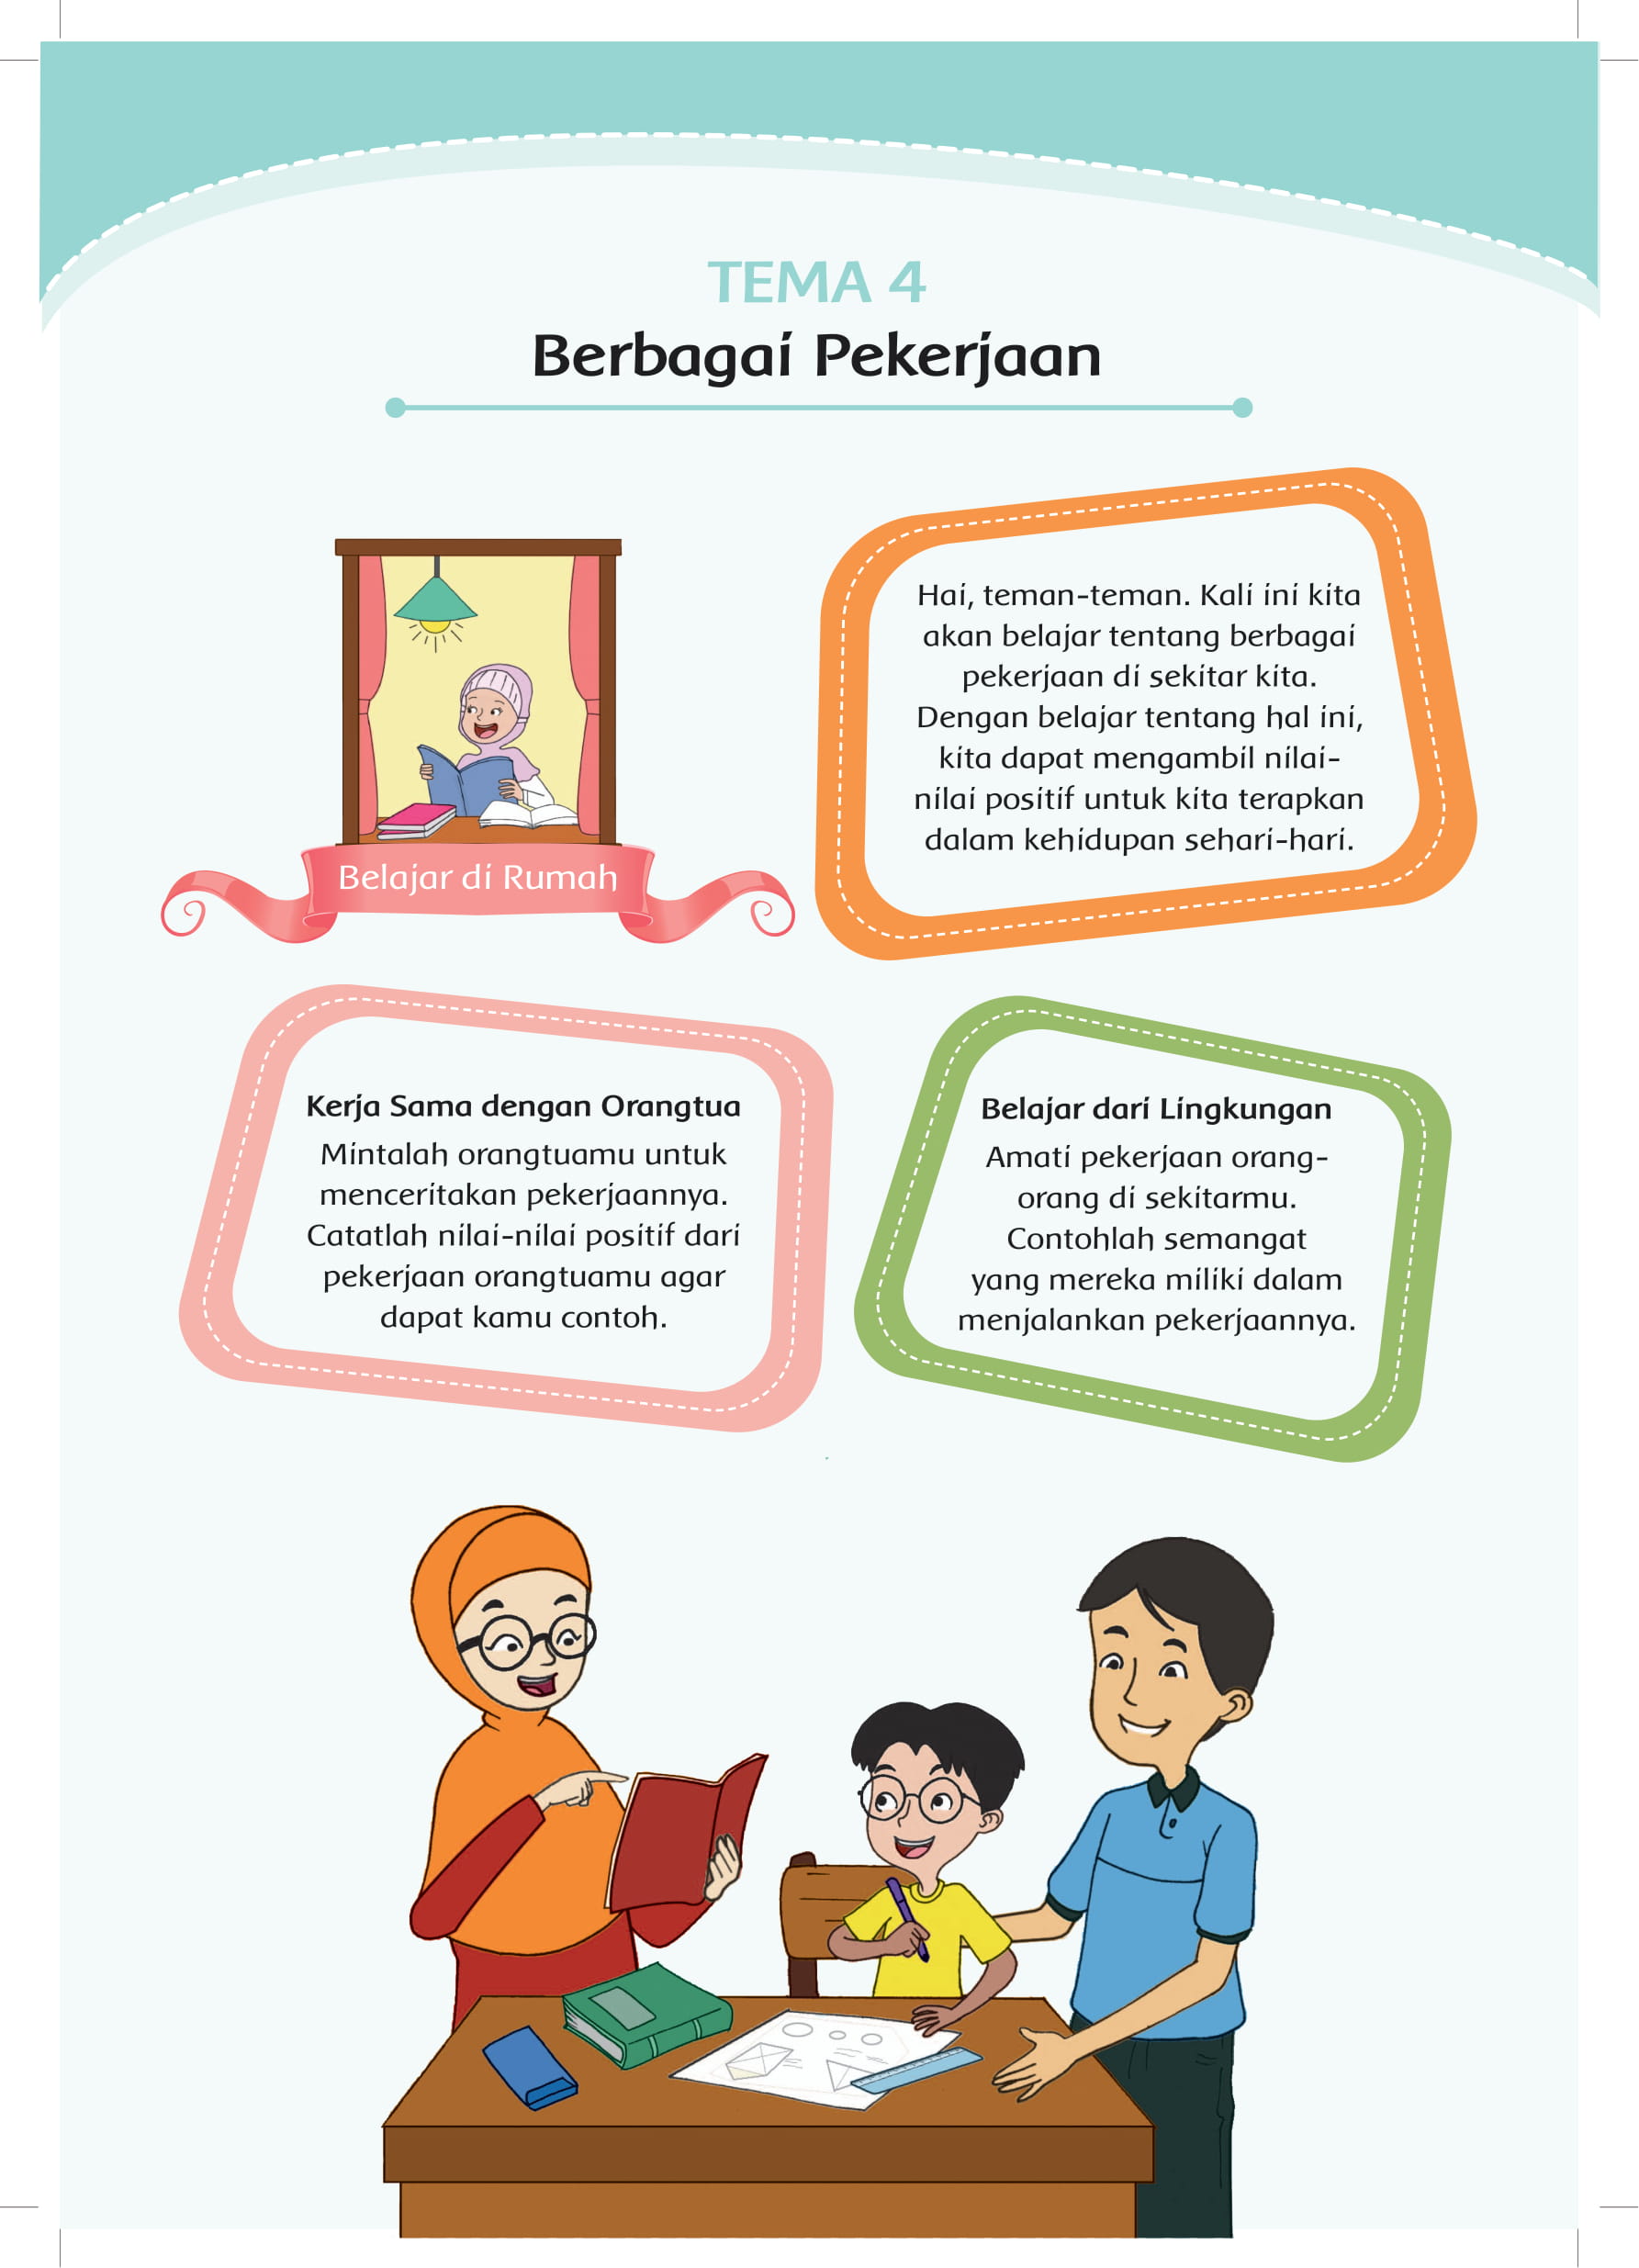 TEMA 4
Berbagai Pekerjaan
Hai, teman-teman. Kali ini kita
akan belajar tentang berbagai
pekerjaan di sekitar kita.
Dengan belajar tentang hal ini,
kita dapat mengambil nilai-
nilai positif untuk kita terapkan
dalam kehidupan sehari-hari.
Belajar di Rumah
Kerja Sama dengan Orangtua
Mintalah orangtuamu untuk
menceritakan pekerjaannya.
Catatlah nilai-nilai positif dari
pekerjaan orangtuamu agar
dapat kamu contoh.
Belajar dari Lingkungan
Amati pekerjaan orang-
orang di sekitarmu.
Contohlah semangat
yang mereka miliki dalam
menjalankan pekerjaannya.